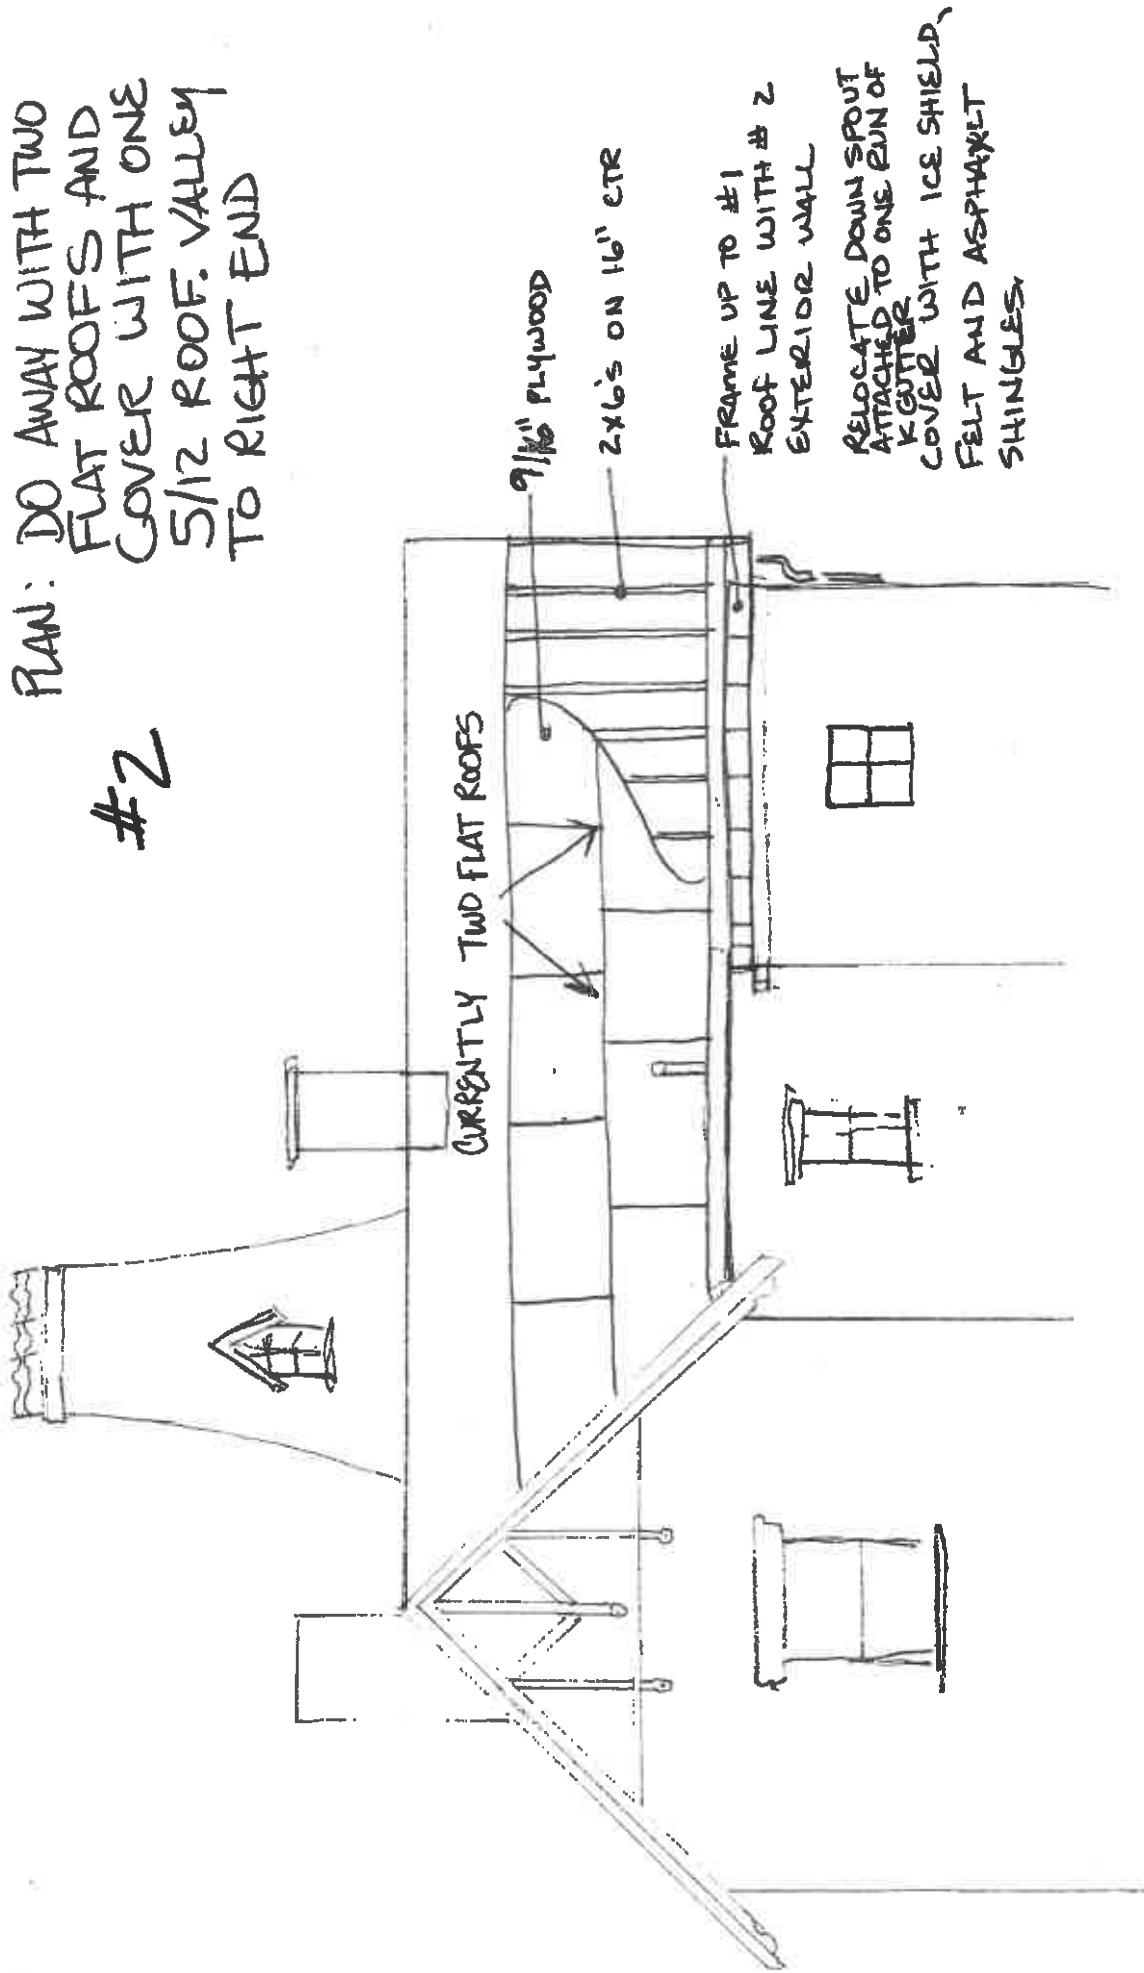 PLAN: DO AWAY WITH TWO
FLAT ROOFS AND
COVER WITH ONE
5/12 ROOF. VALLEY
TO RIGHT END
#2
CURRENTLY TWO FLAT ROOFS
PLYWOOD
2X6'S ON 16" CTR
FRAME UP TO #1
ROOF LINE WITH #2
EXTERIOR WALL
RELOCATE DOWN SPOUT
ATTACHED TO ONE RUN OF
K GUTTER
COVER WITH ICE SHIELD,
FELT AND ASPHALT
SHINGLES.